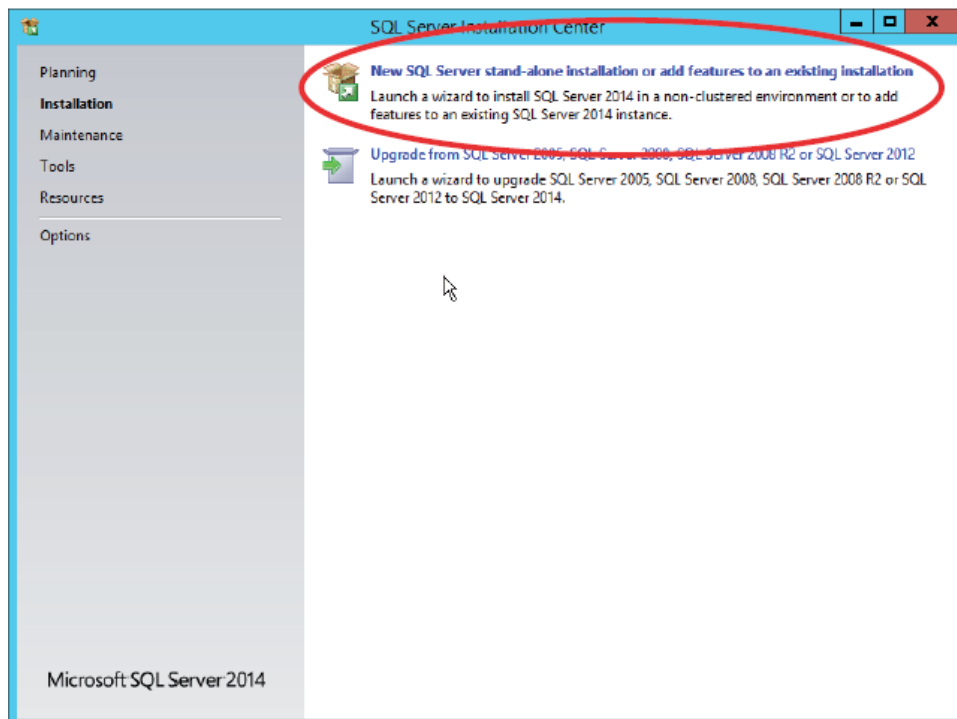 SQL Server Installation Center
Planning
Installation
Maintenance
Tools
Resources
Options
New SQL Server stand-alone installation or add features to an existing installation
Launch a wizard to install SQL Server 2014 in a non-clustered environment or to add
features to an existing SQL Server 2014 instance.
Upgrade from SQL Server 2005, SQL Server 2008, SQL Server 2008 R2 or SQL Server 2012
Launch a wizard to upgrade SQL Server 2005, SQL Server 2008, SQL Server 2008 R2 or SQL
Server 2012 to SQL Server 2014.
Microsoft SQL Server 2014